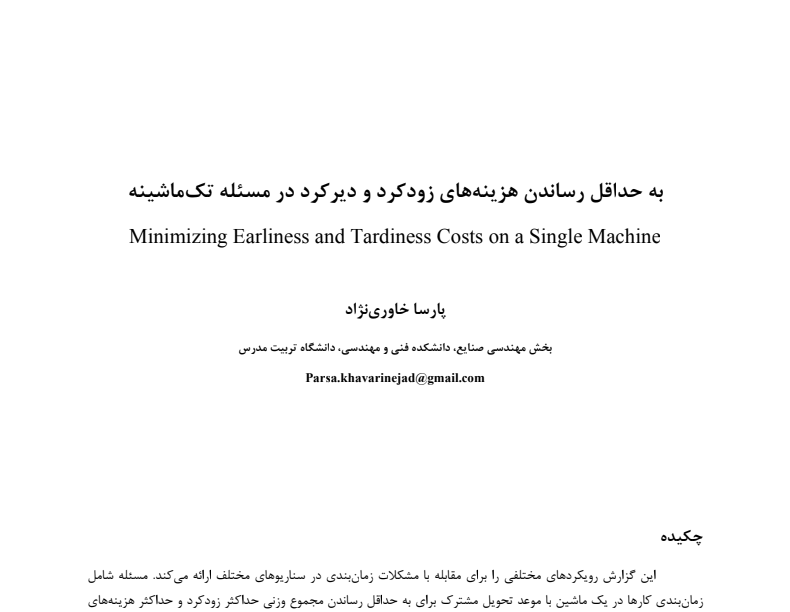 به حداقل رساندن هزینه‌های زودکرد و دیرکرد در مسئله تک‌ماشینه
Minimizing Earliness and Tardiness Costs on a Single Machine
پارسا خاوری‌نژاد
بخش مهندسی صنایع، دانشکده فنی و مهندسی، دانشگاه تربیت مدرس
Parsa.khavarinejad@gmail.com
چکیده
این گزارش رویکردهای مختلفی را برای مقابله با مشکلات زمان‌بندی در سناریوهای مختلف ارائه می‌کند. مسئله شامل
زمان‌بندی کارها در یک ماشین با موعد تحویل مشترک برای به حداقل رساندن مجموع وزنی حداکثر زودکرد و حداکثر هزینه‌های